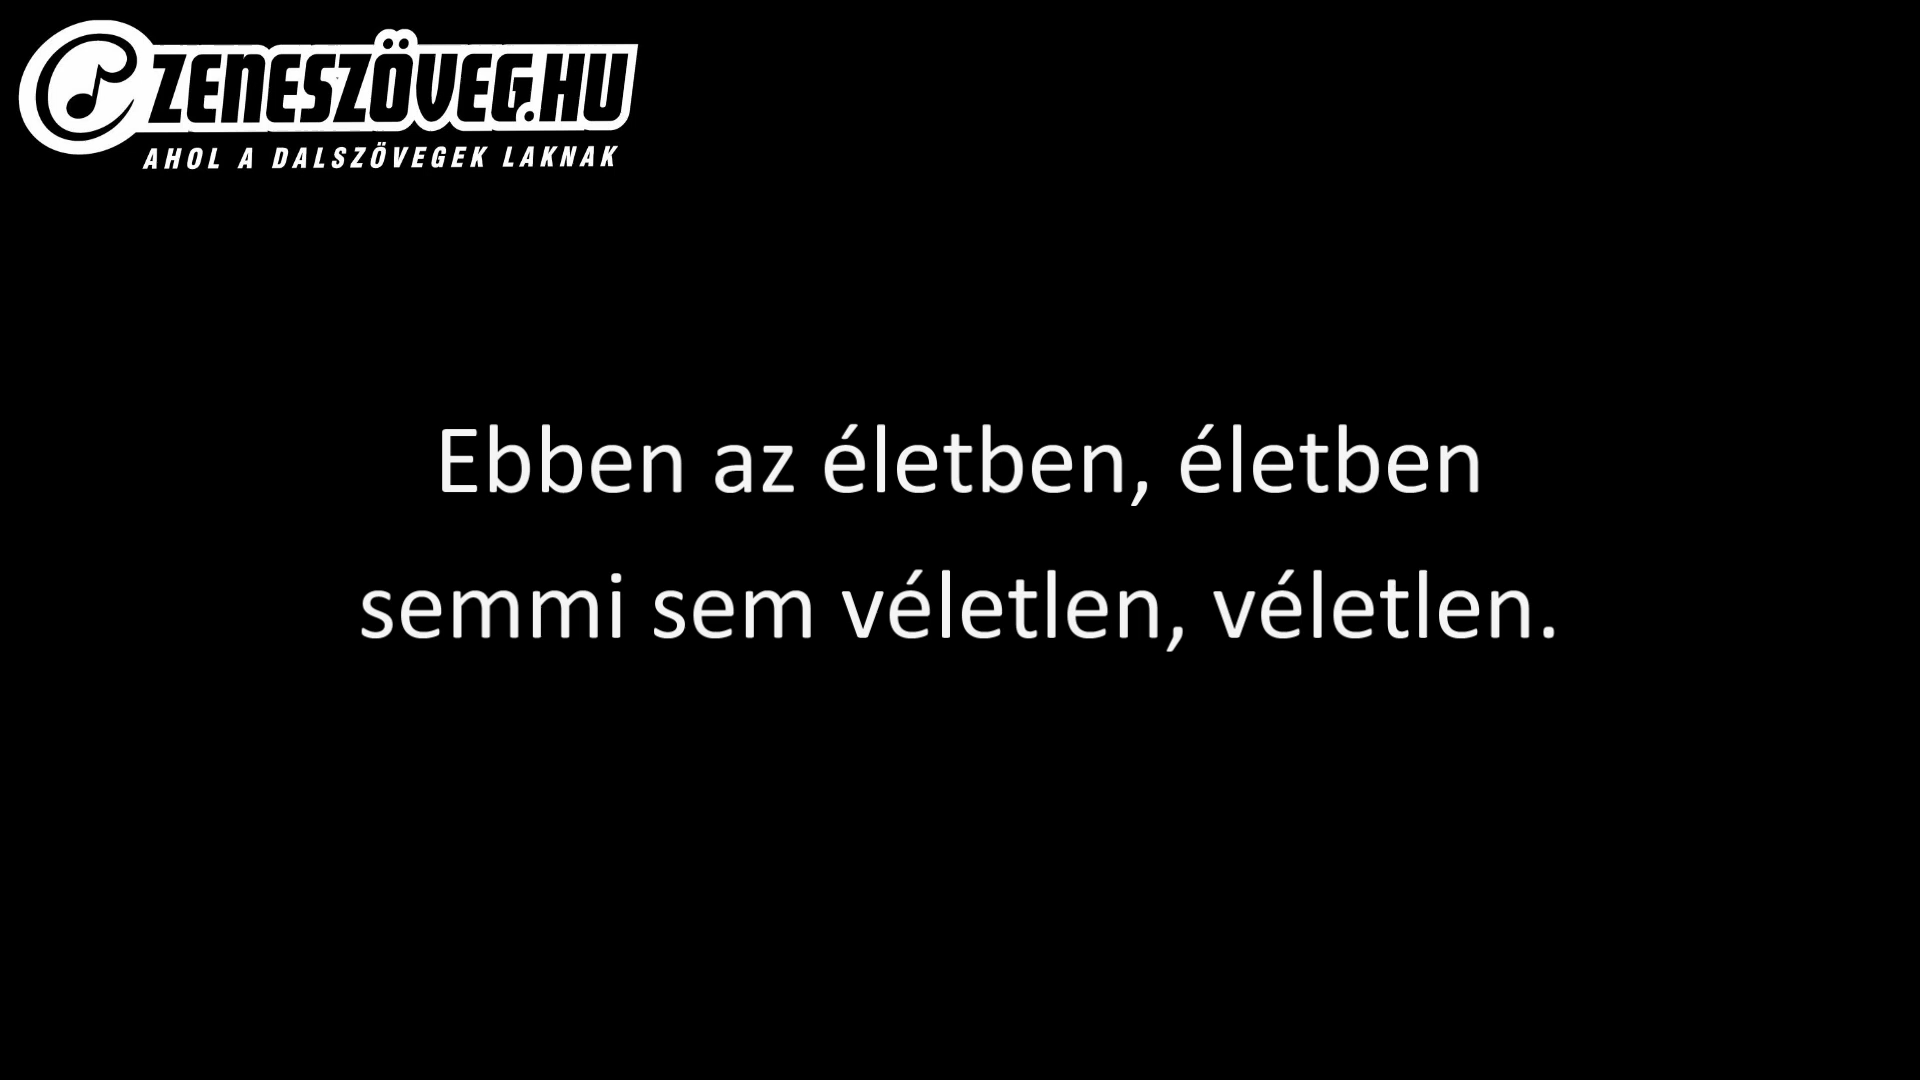 ZENESZÖVEG.HU
AHOL A DALSZÖVEGEK LAKNAK
Ebben az életben, életben
semmi sem véletlen, véletlen.